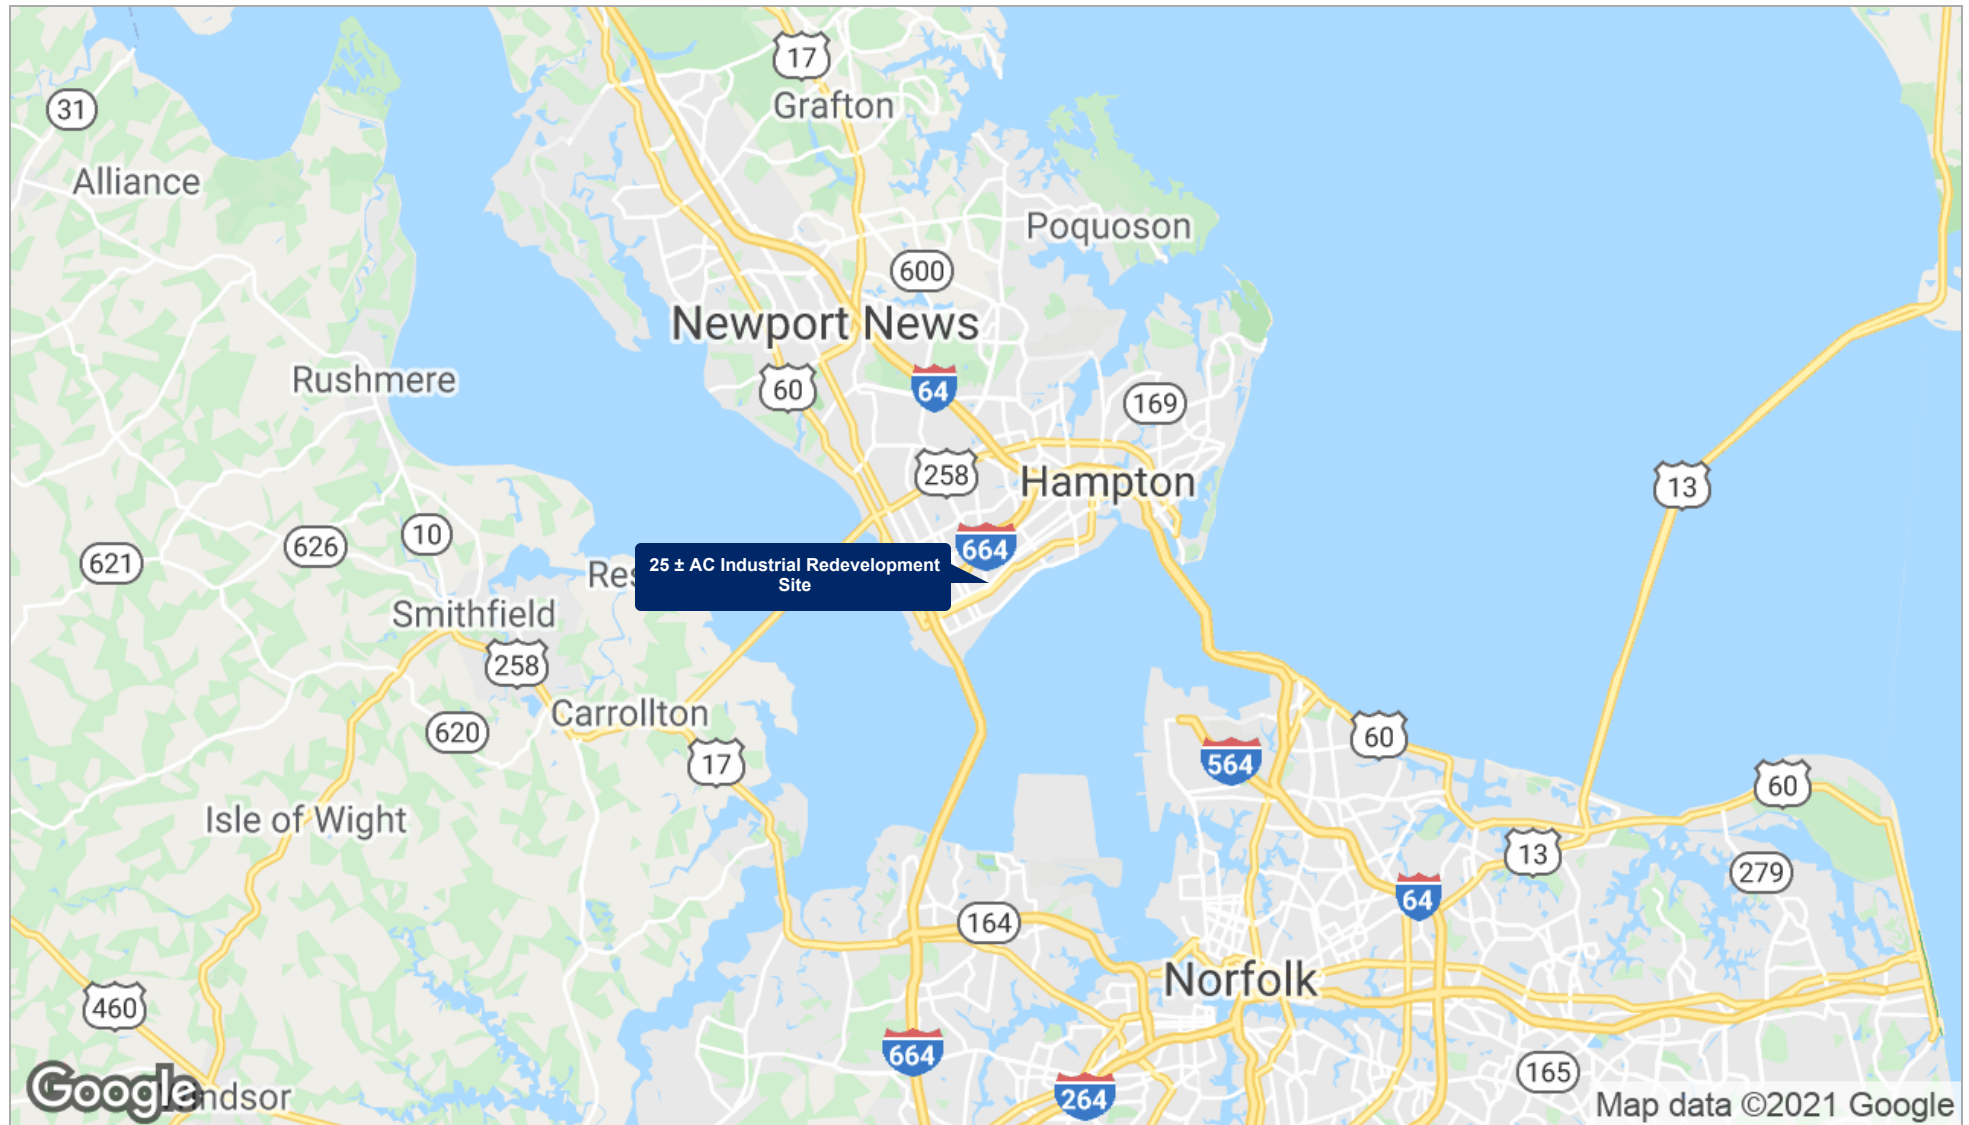 17
31
Grafton
Alliance
Poquoson
600
Newport News
Rushmere
60
64
169
258
Hampton
13
10
626
621
664
25 ± AC Industrial Redevelopment
Site
Res
Smithfield
258
Carrollton
620
17
60
564
60
Isle of Wight
13
279
64
164
Norfolk
460
664
165
264
Google
indsor
Map data ©2021 Google